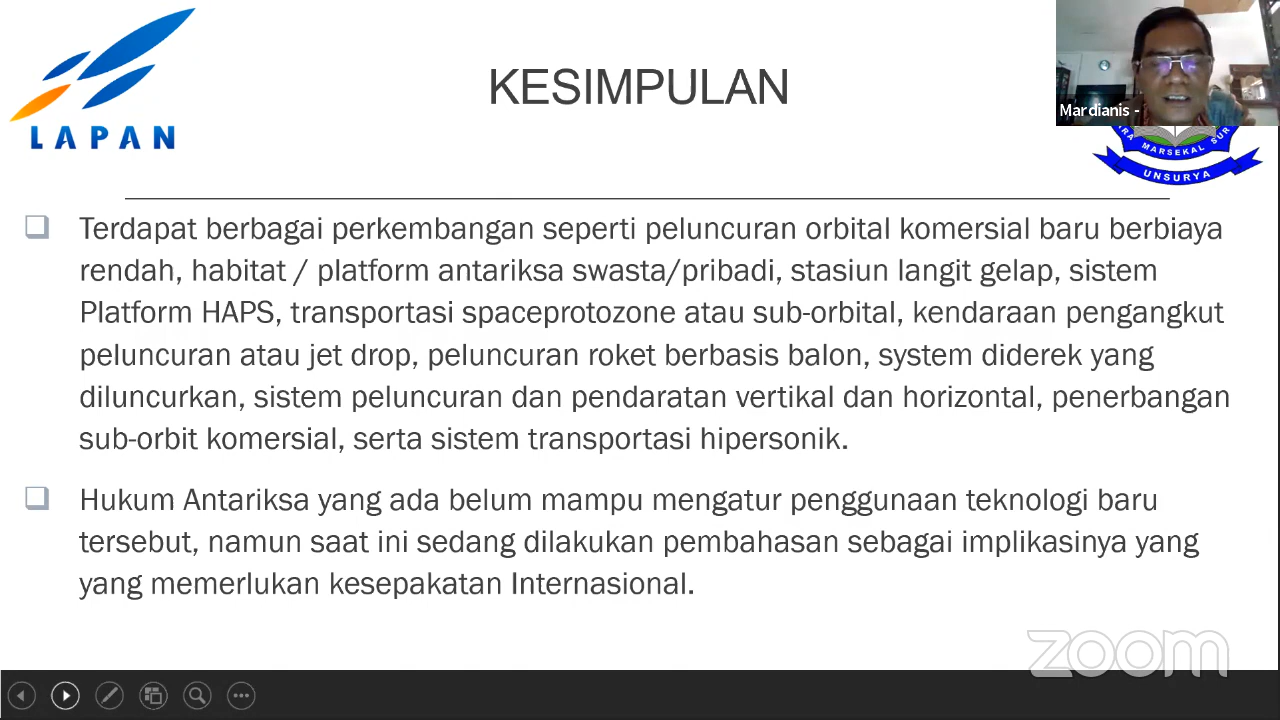 LAPAN
KESIMPULAN
Mardianis -
MARSEKAL SUR
UNSURYA
Terdapat berbagai perkembangan seperti peluncuran orbital komersial baru berbiaya
rendah, habitat / platform antariksa swasta/pribadi, stasiun langit gelap, sistem
Platform HAPS, transportasi spaceprotozone atau sub-orbital, kendaraan pengangkut
peluncuran atau jet drop, peluncuran roket berbasis balon, system diderek yang
diluncurkan, sistem peluncuran dan pendaratan vertikal dan horizontal, penerbangan
sub-orbit komersial, serta sistem transportasi hipersonik.
Hukum Antariksa yang ada belum mampu mengatur penggunaan teknologi baru
tersebut, namun saat ini sedang dilakukan pembahasan sebagai implikasinya yang
yang memerlukan kesepakatan Internasional.
zoom